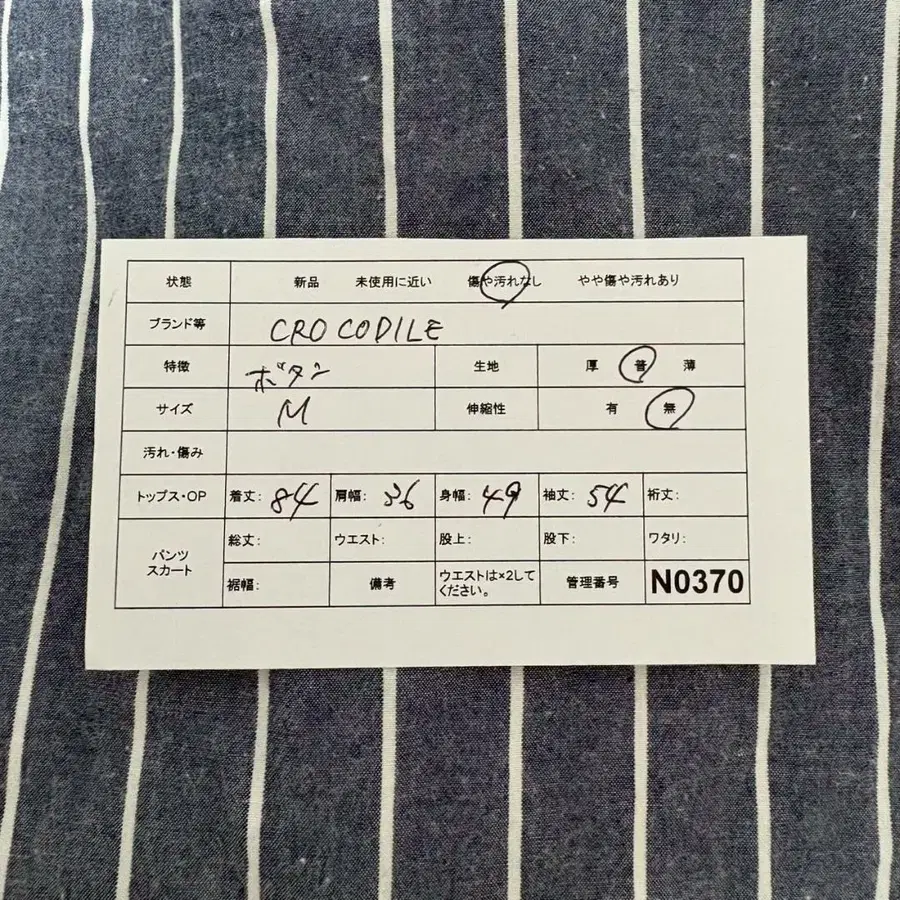 状態 新品 未使用に近い 傷や汚れなし やや傷や汚れあり
ブランド等 CROCODILE
特徴 ボタン 生地 厚 普 薄
サイズ M 伸縮性 有 無
汚れ・傷み
トップス・OP 着丈: 84 肩幅: 36 身幅: 49 袖丈: 54 裄丈:
パンツ スカート 総丈: ウエスト: 股上: 股下: ワタリ:
裾幅: 備考 ウエストは×2してください。 管理番号 N0370